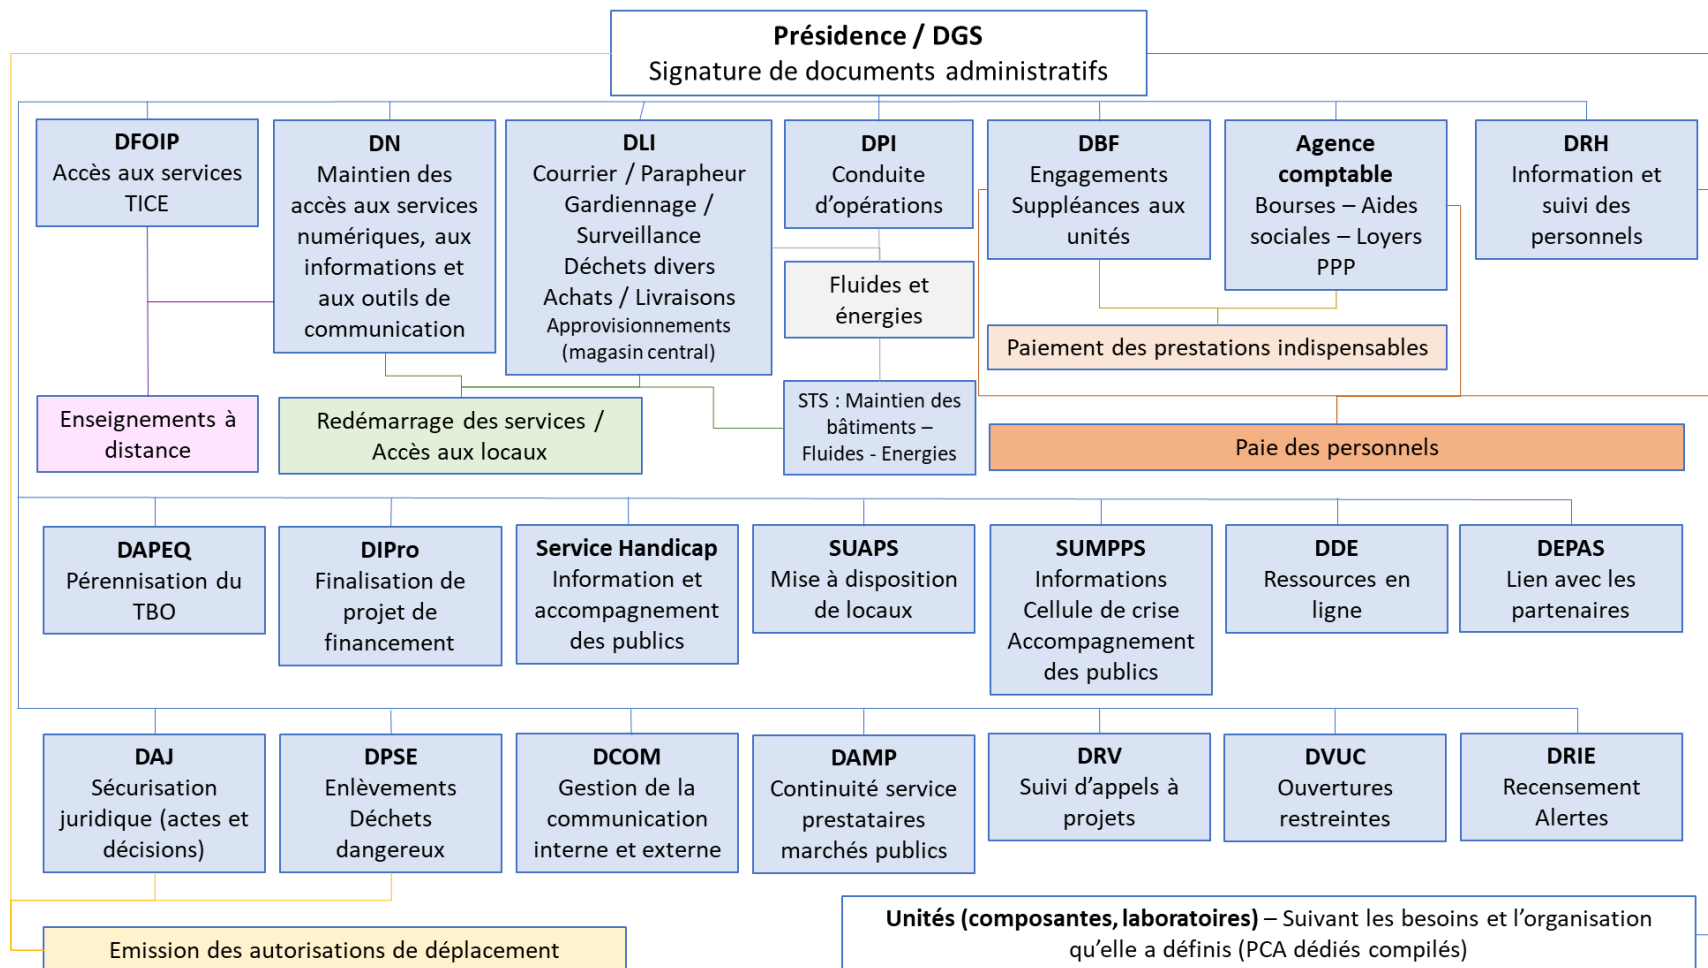 Présidence / DGS
Signature de documents administratifs
DFOIP
Accès aux services
TICE
DN
Maintien des
accès aux services
numériques, aux
informations et
aux outils de
communication
DLI
Courrier / Parapheur
Gardiennage /
Surveillance
Déchets divers
Achats / Livraisons
Approvisionnements
(magasin central)
DPI
Conduite
d’opérations
DBF
Engagements
Suppléances aux
unités
Agence
comptable
Bourses – Aides
sociales – Loyers
PPP
DRH
Information et
suivi des
personnels
Fluides et
énergies
Paiement des prestations indispensables
Enseignements à
distance
Redémarrage des services /
Accès aux locaux
STS : Maintien des
bâtiments –
Fluides - Energies
Paie des personnels
DAPEQ
Pérennisation du
TBO
DIPro
Finalisation de
projet de
financement
Service Handicap
Information et
accompagnement
des publics
SUAPS
Mise à disposition
de locaux
SUMPPS
Informations
Cellule de crise
Accompagnement
des publics
DDE
Ressources en
ligne
DEPAS
Lien avec les
partenaires
DAJ
Sécurisation
juridique (actes et
décisions)
DPSE
Enlèvements
Déchets
dangereux
DCOM
Gestion de la
communication
interne et externe
DAMP
Continuité service
prestataires
marchés publics
DRV
Suivi d’appels à
projets
DVUC
Ouvertures
restreintes
DRIE
Recensement
Alertes
Emission des autorisations de déplacement
Unités (composantes, laboratoires) – Suivant les besoins et l’organisation
qu’elle a définis (PCA dédiés compilés)